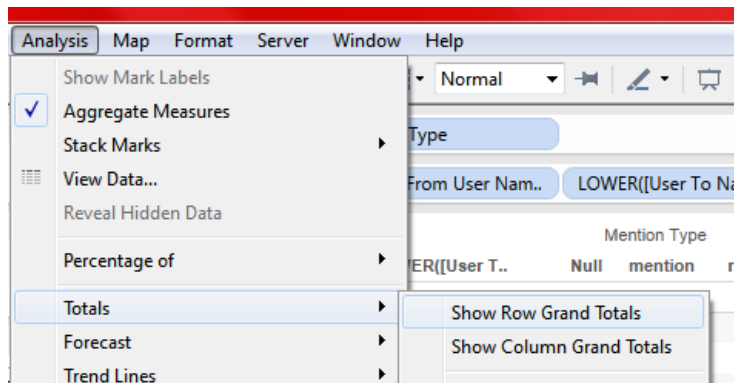 Analysis Map Format Server Window Help
Show Mark Labels
Normal
Aggregate Measures
Stack Marks
Type
View Data...
From User Nam.. LOWER([User To Na
Reveal Hidden Data
Mention Type
Percentage of
ER([User T.. Null mention
Totals
Show Row Grand Totals
Forecast
Show Column Grand Totals
Trend Lines